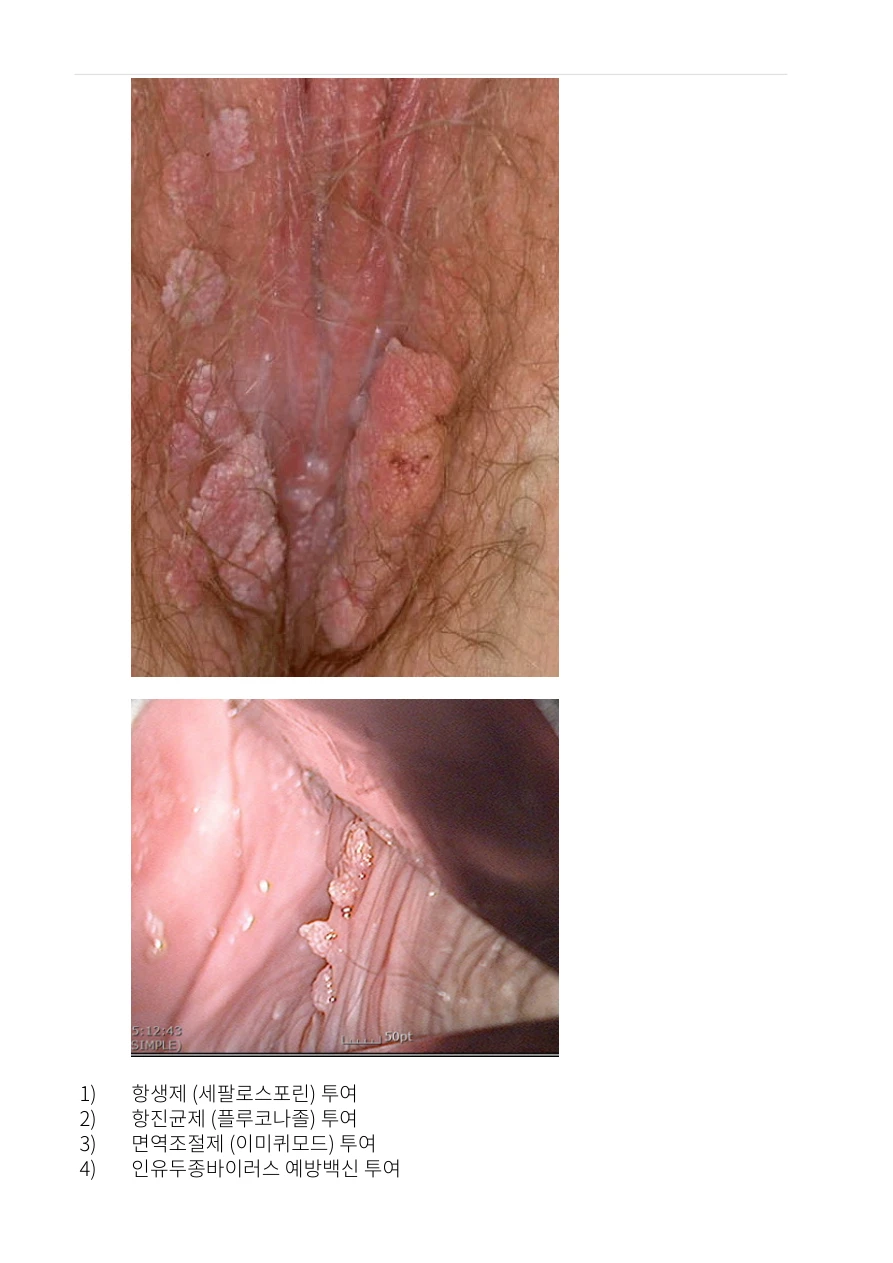 5:12:43
SIMPLE)
50pt
1) 항생제 (세팔로스포린) 투여
2) 항진균제 (플루코나졸) 투여
3) 면역조절제 (이미퀴모드) 투여
4) 인유두종바이러스 예방백신 투여